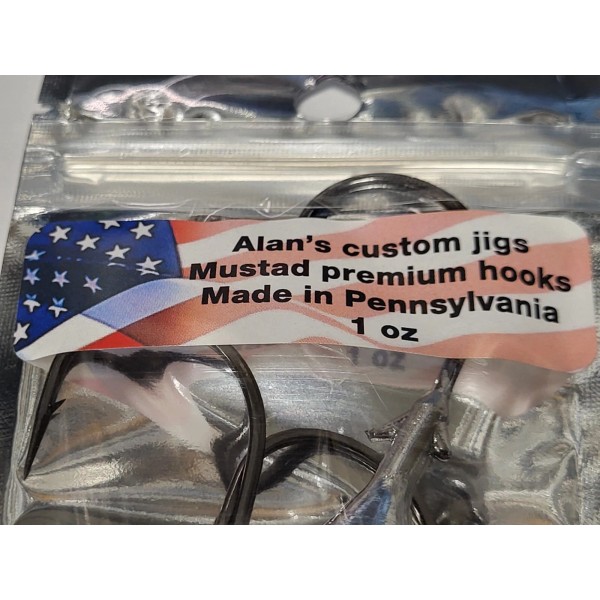 Alan's custom jigs
Mustad premium hooks
Made in Pennsylvania
1 oz